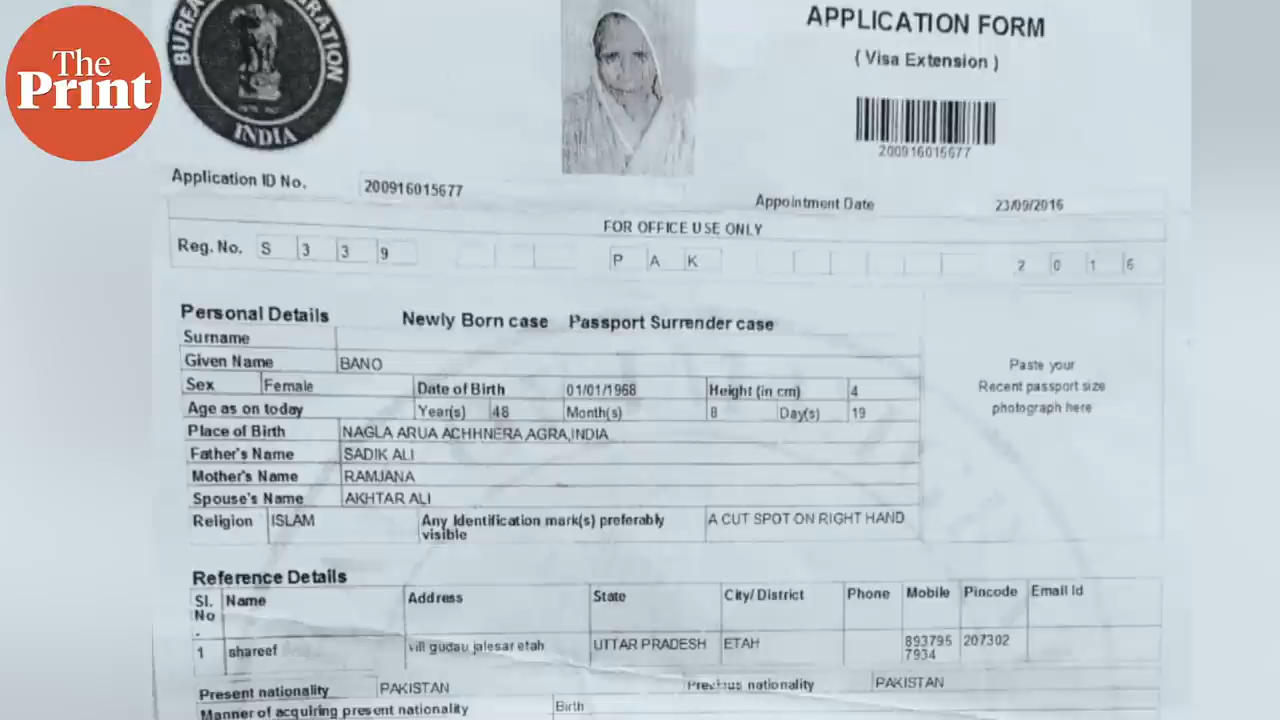 The
Print
BUREAU
INDIA
APPLICATION FORM
( Visa Extension )
200916015677
Application ID No. 200916015677
Appointment Date 23/09/2016
FOR OFFICE USE ONLY
Reg. No. S 3 3 9 P A K 2 0 1 6
Personal Details Newly Born case Passport Surrender case
Surname
Given Name BANO
Sex Female Date of Birth 01/01/1968 Height (in cm) 4
Age as on today Year(s) 48 Month(s) 8 Day(s) 19
Place of Birth NAGLA ARUA ACHHNERA AGRA,INDIA
Father's Name SADIK ALI
Mother's Name RAMJANA
Spouse's Name AKHTAR ALI
Religion ISLAM Any Identification mark(s) preferably visible A CUT SPOT ON RIGHT HAND
Paste your
Recent passport size
photograph here
Reference Details
Sl. No . Name Address State City/ District Phone Mobile Pincode Email Id
1 shareef vill gudau jalesar etah UTTAR PRADESH ETAH 893795 7934 207302
Present nationality PAKISTAN Previous nationality PAKISTAN
Manner of acquiring present nationality Birth